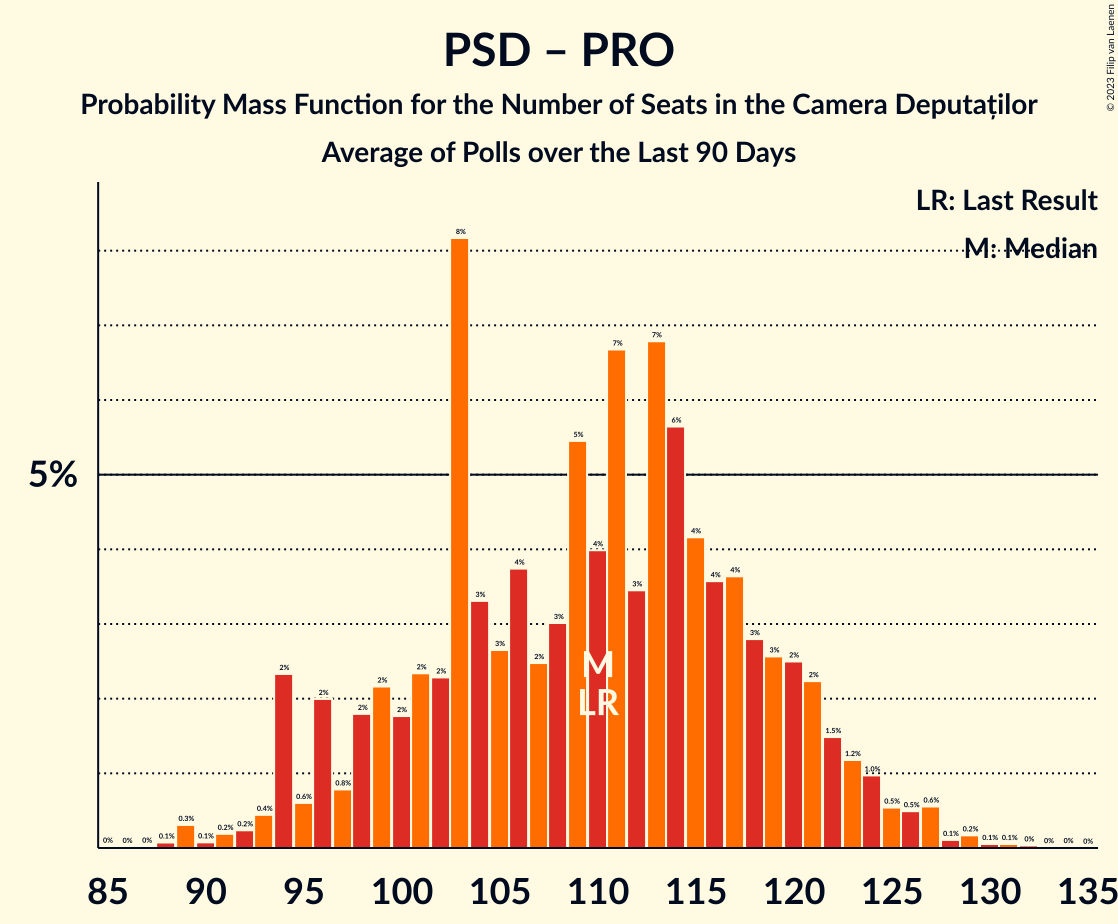 PSD – PRO
Probability Mass Function for the Number of Seats in the Camera Deputaților
Average of Polls over the Last 90 Days
© 2023 Filip van Laenen
LR: Last Result
M: Median
5%
0% 0% 0% 0.1% 0.3% 0.1% 0.2% 0.2% 0.4% 2% 0.6% 2% 0.8% 2% 2% 2% 2% 2% 8% 3% 3% 4% 2% 3% 5% 4% 7% 3% 7% 6% 4% 4% 4% 3% 3% 2% 2% 1.5% 1.2% 1.0% 0.5% 0.5% 0.6% 0.1% 0.2% 0.1% 0.1% 0% 0% 0% 0%
M
LR
85 90 95 100 105 110 115 120 125 130 135